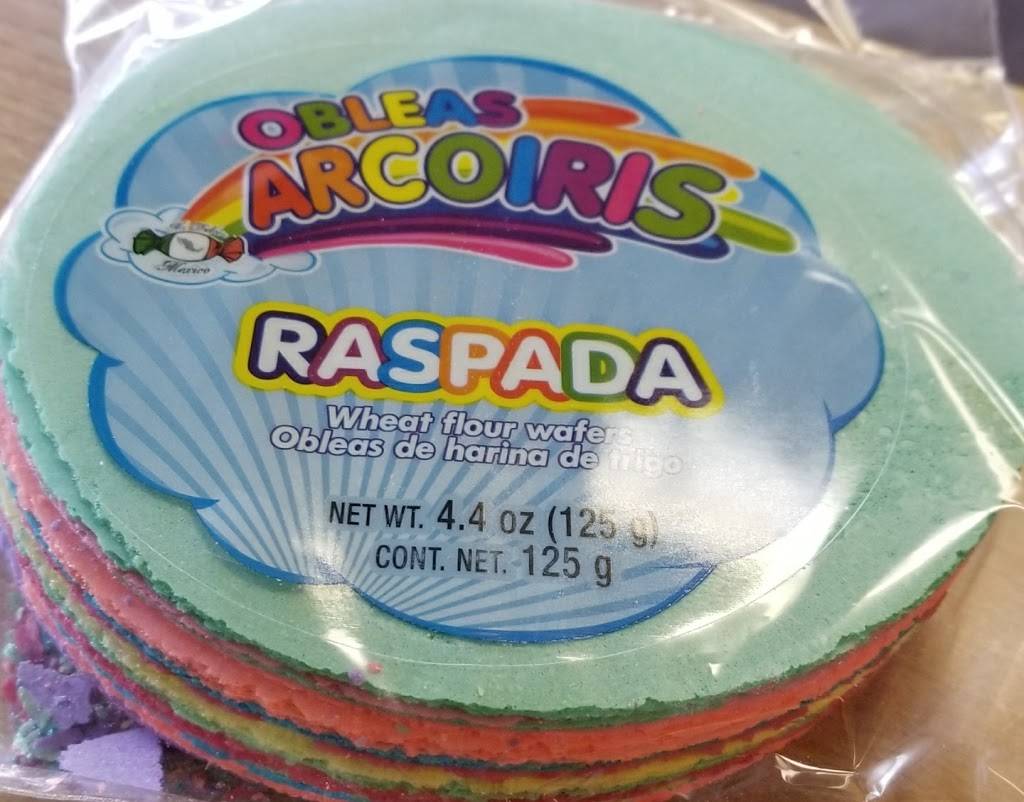 OBLEAS
ARCOIRIS
Mexico
RASPADA
Wheat flour wafers
Obleas de harina de trigo
NET WT. 4.4 oz (125 g)
CONT. NET. 125 g